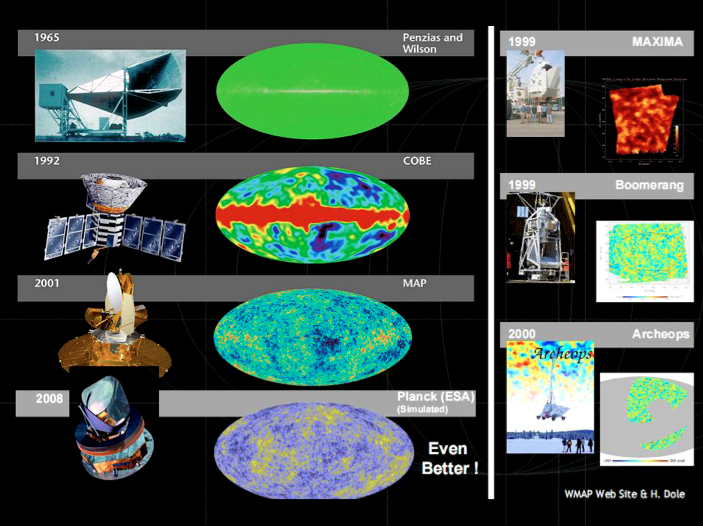 1965
Penzias and
Wilson
1992
COBE
2001
MAP
2008
Planck (ESA)
(Simulated)
Even
Better !
1999
MAXIMA
1999
Boomerang
2000
Archeops
Archeops
WMAP Web Site & H. Dole